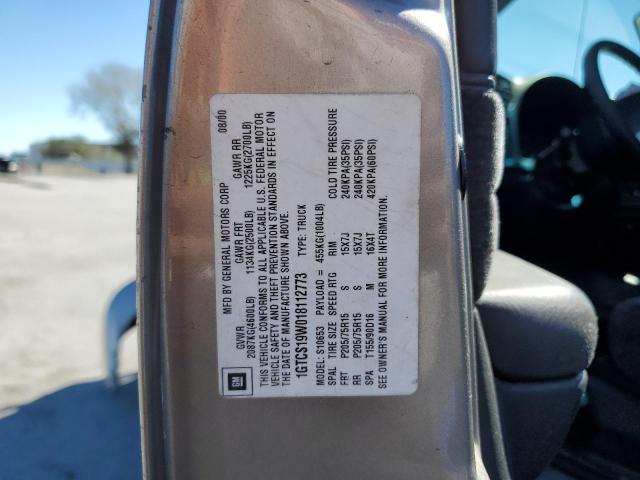 GM
MFD BY GENERAL MOTORS CORP 08/00
GVWR GAWR FRT GAWR RR
2087KG(4600LB) 1134KG(2500LB) 1225KG(2700LB)
THIS VEHICLE CONFORMS TO ALL APPLICABLE U.S. FEDERAL MOTOR
VEHICLE SAFETY AND THEFT PREVENTION STANDARDS IN EFFECT ON
THE DATE OF MANUFACTURE SHOWN ABOVE.
1GTCS19W018112773 TYPE: TRUCK
MODEL: S10653 PAYLOAD = 455KG(1004LB)
SPAL TIRE SIZE SPEED RTG RIM COLD TIRE PRESSURE
FRT P205/75R15 S 15X7J 240KPA(35PSI)
RR P205/75R15 S 15X7J 240KPA(35PSI)
SPA T155/90D16 M 16X4T 420KPA(60PSI)
SEE OWNER'S MANUAL FOR MORE INFORMATION.